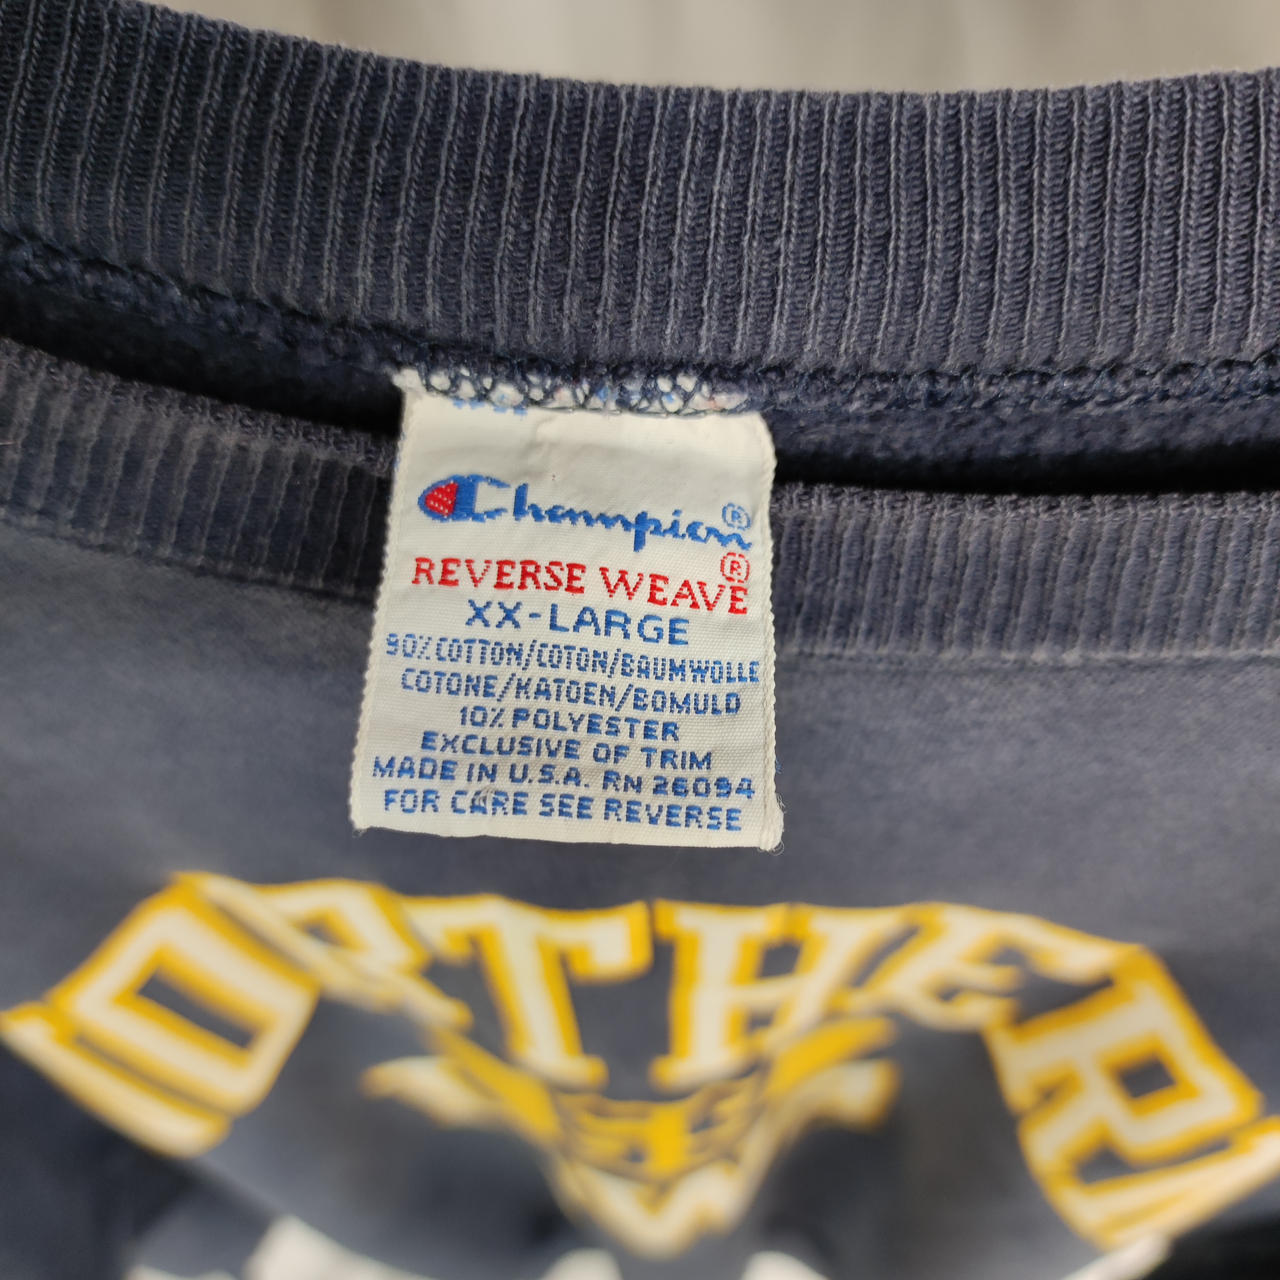 Champion®
REVERSE WEAVE®
XX-LARGE
90% COTTON/COTON/BAUMWOLLE
COTONE/KATOEN/BOMULD
10% POLYESTER
EXCLUSIVE OF TRIM
MADE IN U.S.A. RN 26094
FOR CARE SEE REVERSE